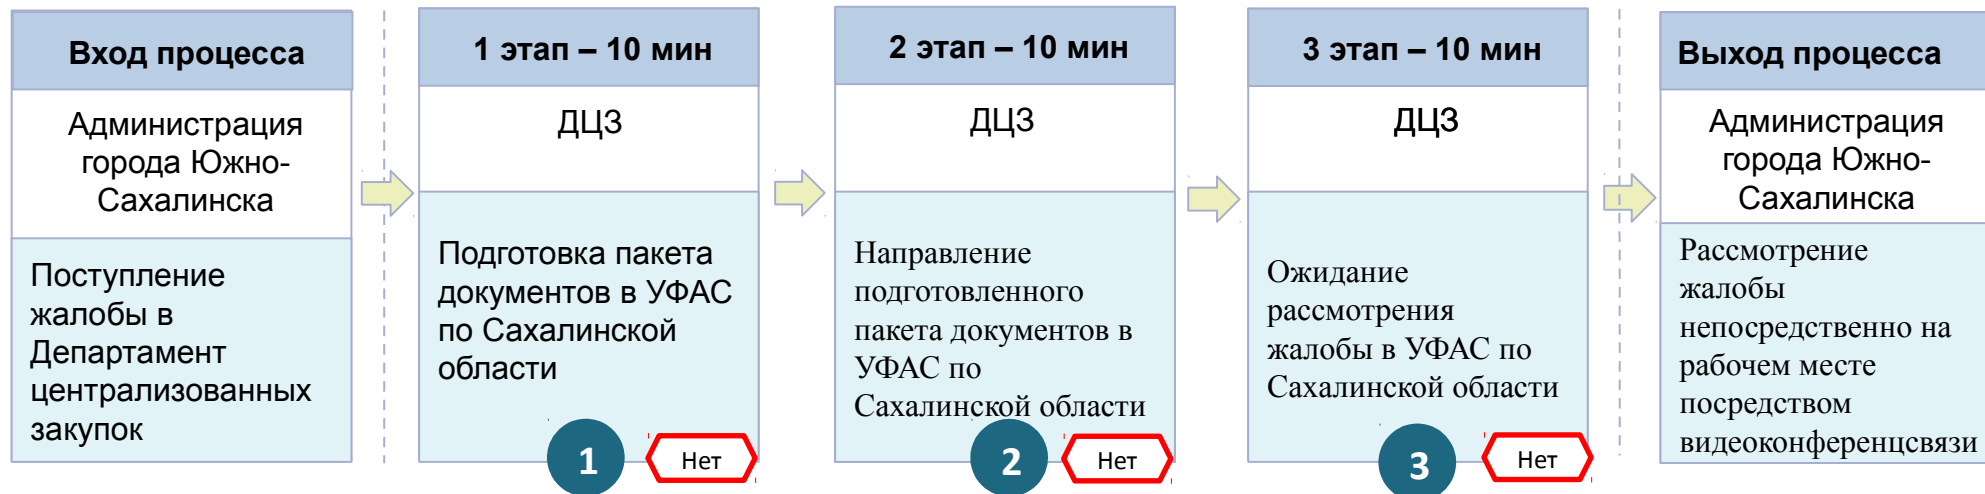 Вход процесса
Администрация
города Южно-
Сахалинска
Поступление
жалобы в
Департамент
централизованных
закупок
1 этап – 10 мин
ДЦЗ
Подготовка пакета
документов в УФАС
по Сахалинской
области
1
Нет
2 этап – 10 мин
ДЦЗ
Направление
подготовленного
пакета документов в
УФАС по
Сахалинской области
2
Нет
3 этап – 10 мин
ДЦЗ
Ожидание
рассмотрения
жалобы в УФАС по
Сахалинской области
3
Нет
Выход процесса
Администрация
города Южно-
Сахалинска
Рассмотрение
жалобы
непосредственно на
рабочем месте
посредством
видеоконференцсвязи